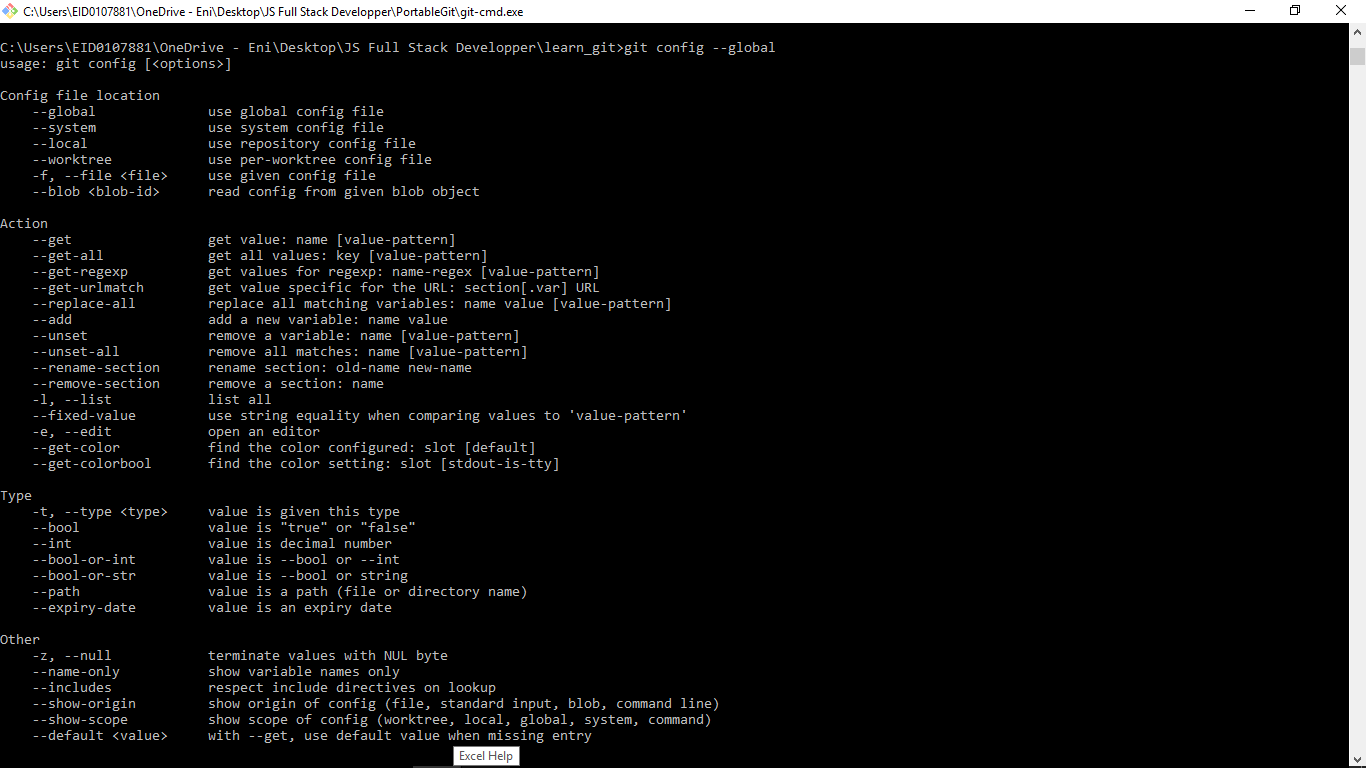 C:\Users\EID0107881\OneDrive - Eni\Desktop\JS Full Stack Developper\PortableGit\git-cmd.exe
C:\Users\EID0107881\OneDrive - Eni\Desktop\JS Full Stack Developper\learn_git>git config --global
usage: git config [<options>]

Config file location
    --global              use global config file
    --system              use system config file
    --local               use repository config file
    --worktree            use per-worktree config file
    -f, --file <file>     use given config file
    --blob <blob-id>      read config from given blob object

Action
    --get                 get value: name [value-pattern]
    --get-all             get all values: key [value-pattern]
    --get-regexp          get values for regexp: name-regex [value-pattern]
    --get-urlmatch        get value specific for the URL: section[.var] URL
    --replace-all         replace all matching variables: name value [value-pattern]
    --add                 add a new variable: name value
    --unset               remove a variable: name [value-pattern]
    --unset-all           remove all matches: name [value-pattern]
    --rename-section      rename section: old-name new-name
    --remove-section      remove a section: name
    -l, --list            list all
    --fixed-value         use string equality when comparing values to 'value-pattern'
    -e, --edit            open an editor
    --get-color           find the color configured: slot [default]
    --get-colorbool       find the color setting: slot [stdout-is-tty]

Type
    -t, --type <type>     value is given this type
    --bool                value is "true" or "false"
    --int                 value is decimal number
    --bool-or-int         value is --bool or --int
    --bool-or-str         value is --bool or string
    --path                value is a path (file or directory name)
    --expiry-date         value is an expiry date

Other
    -z, --null            terminate values with NUL byte
    --name-only           show variable names only
    --includes            respect include directives on lookup
    --show-origin         show origin of config (file, standard input, blob, command line)
    --show-scope          show scope of config (worktree, local, global, system, command)
    --default <value>     with --get, use default value when missing entry
Excel Help